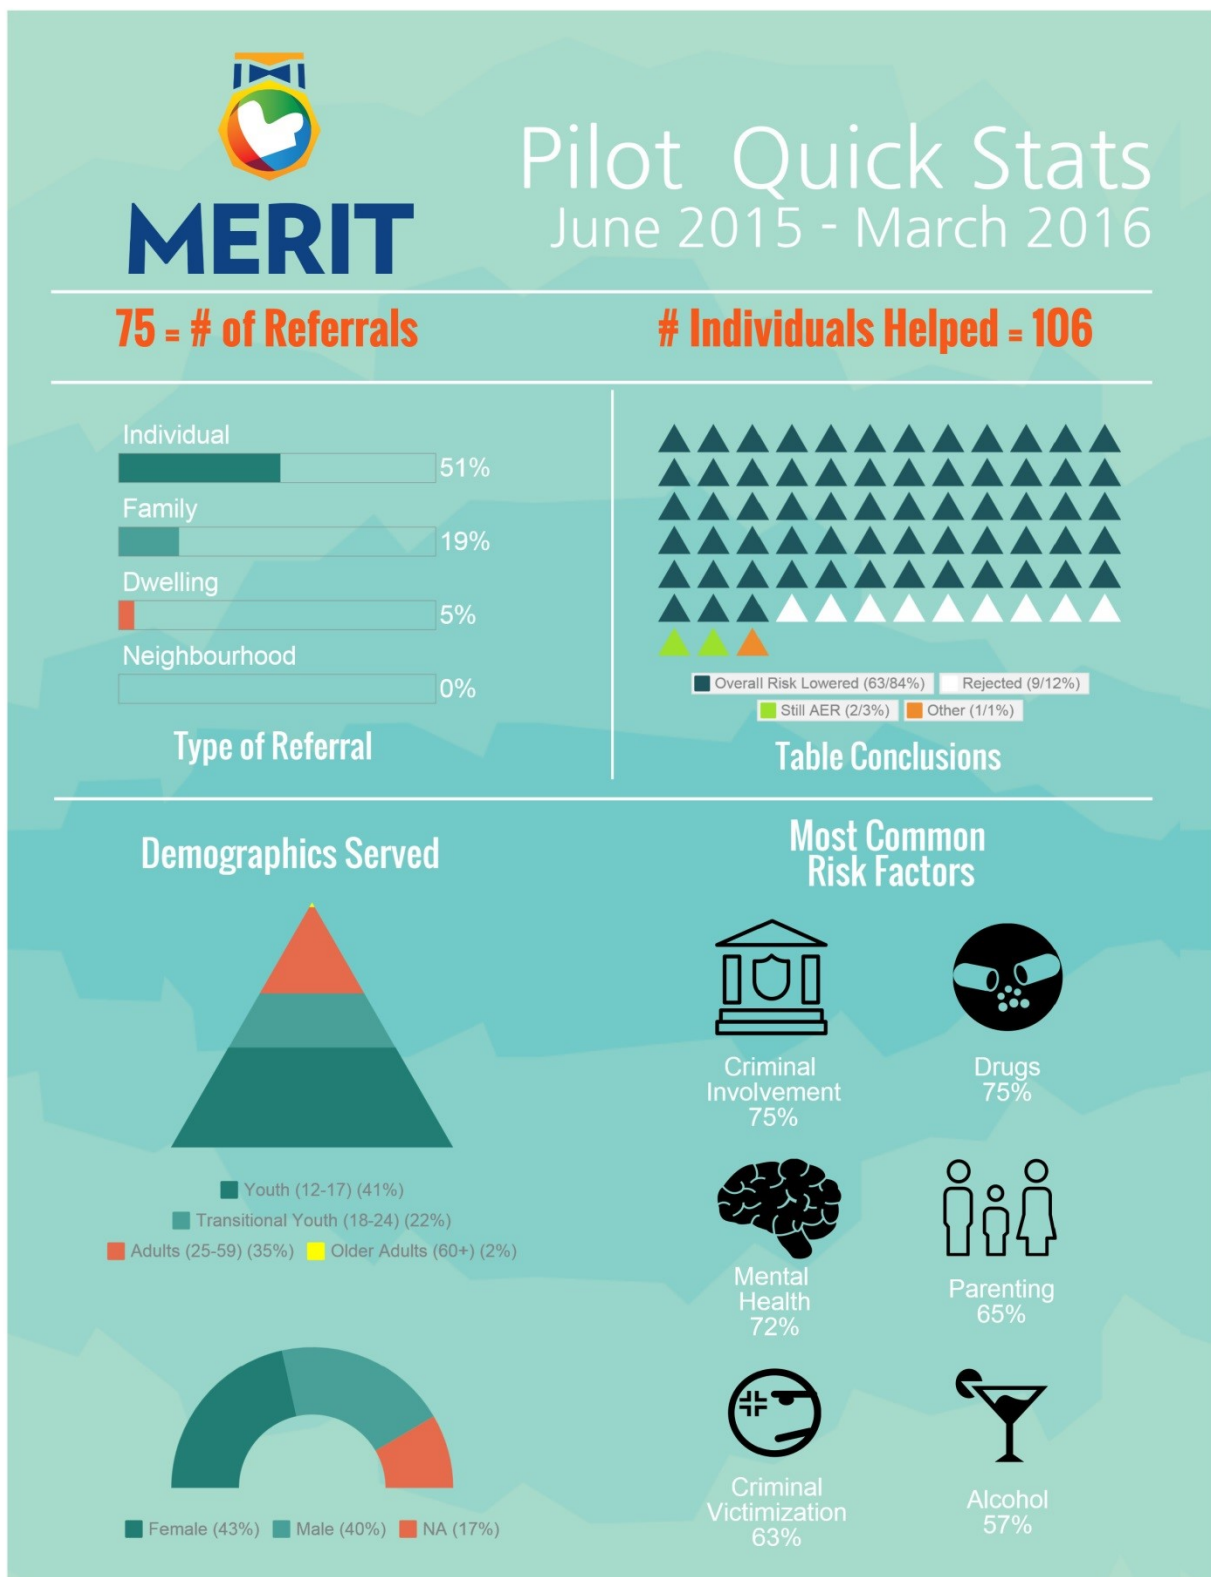 MERIT
Pilot Quick Stats
June 2015 - March 2016
75 = # of Referrals
# Individuals Helped = 106
Individual
51%
Family
19%
Dwelling
5%
Neighbourhood
0%
Type of Referral
Overall Risk Lowered (63/84%)
Rejected (9/12%)
Still AER (2/3%)
Other (1/1%)
Table Conclusions
Demographics Served
Youth (12-17) (41%)
Transitional Youth (18-24) (22%)
Adults (25-59) (35%)
Older Adults (60+) (2%)
Female (43%)
Male (40%)
NA (17%)
Most Common
Risk Factors
Criminal
Involvement
75%
Drugs
75%
Mental
Health
72%
Parenting
65%
Criminal
Victimization
63%
Alcohol
57%